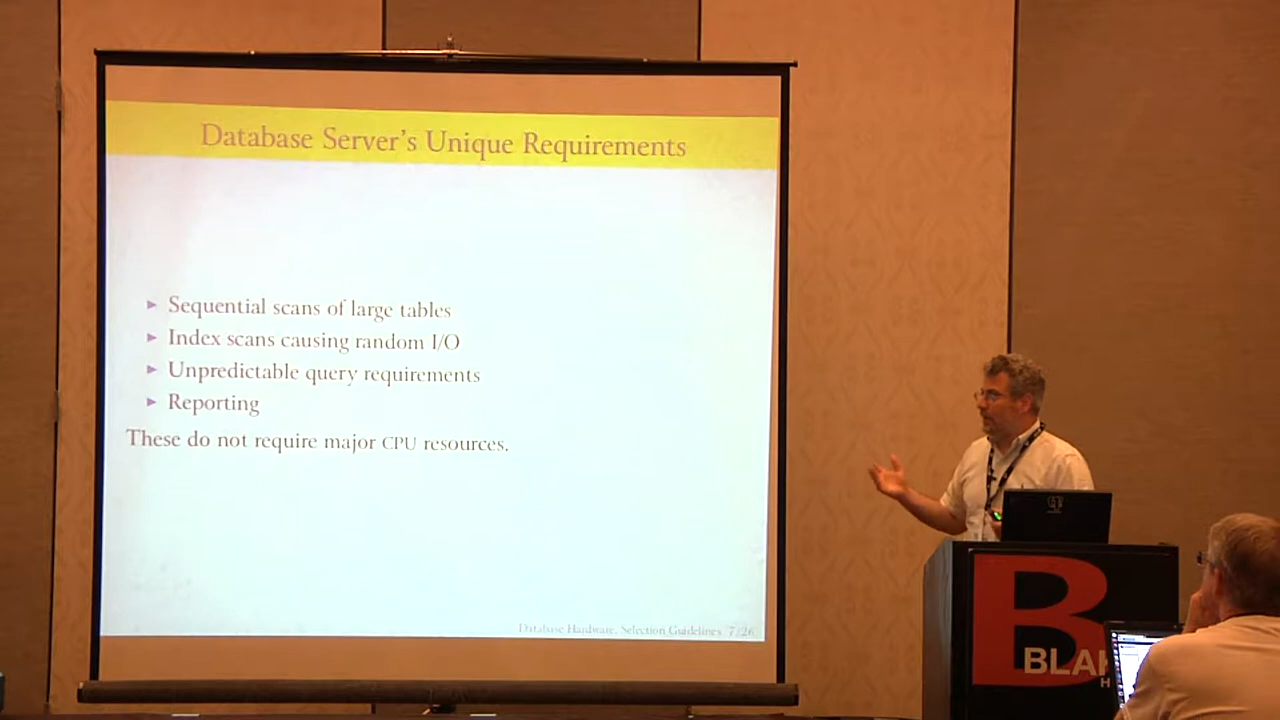 Database Server's Unique Requirements
► Sequential scans of large tables
► Index scans causing random I/O
► Unpredictable query requirements
► Reporting
These do not require major CPU resources.
Database Hardware, Selection Guidelines 7/26
B
BLA
H